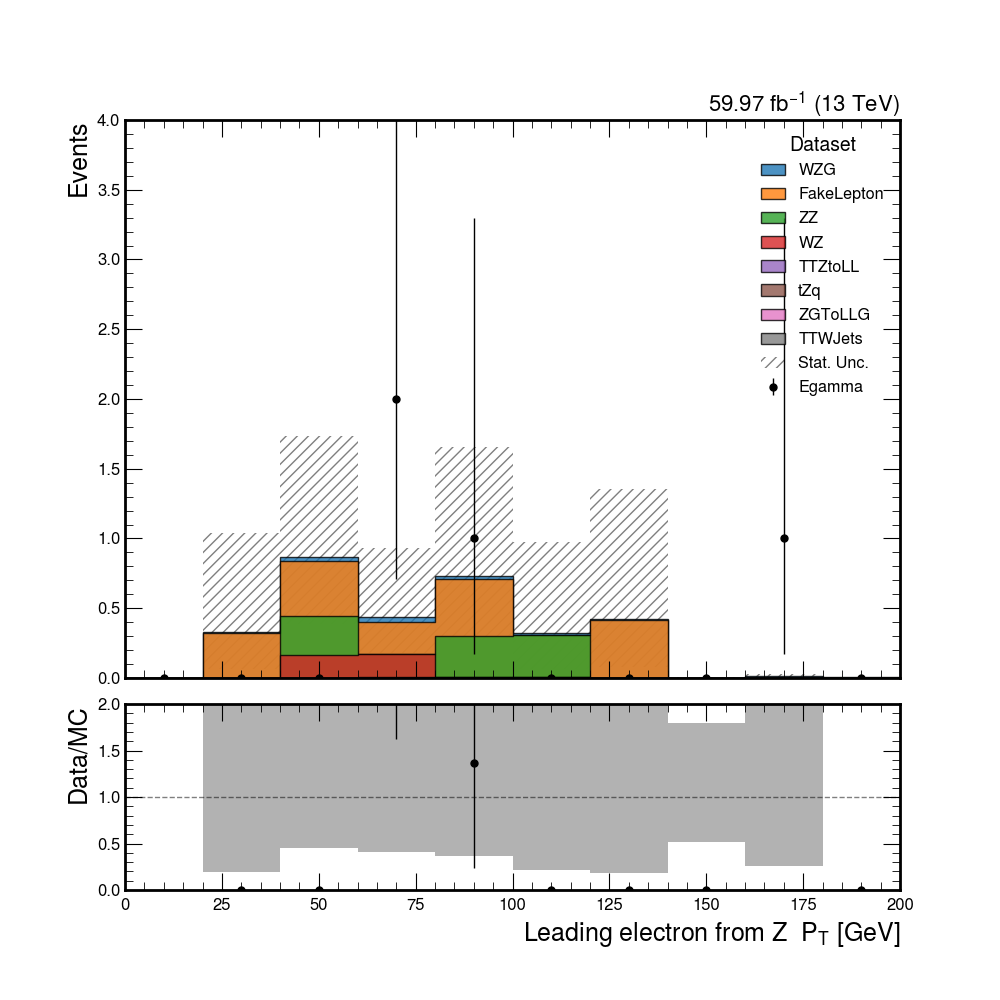 59.97 fb⁻¹ (13 TeV)
Events
4.0
3.5
3.0
2.5
2.0
1.5
1.0
0.5
0.0
Dataset
WZG
FakeLepton
ZZ
WZ
TTZtoLL
tZq
ZGToLLG
TTWJets
Stat. Unc.
Egamma
Data/MC
2.0
1.5
1.0
0.5
0.0
0 25 50 75 100 125 150 175 200
Leading electron from Z P_T [GeV]